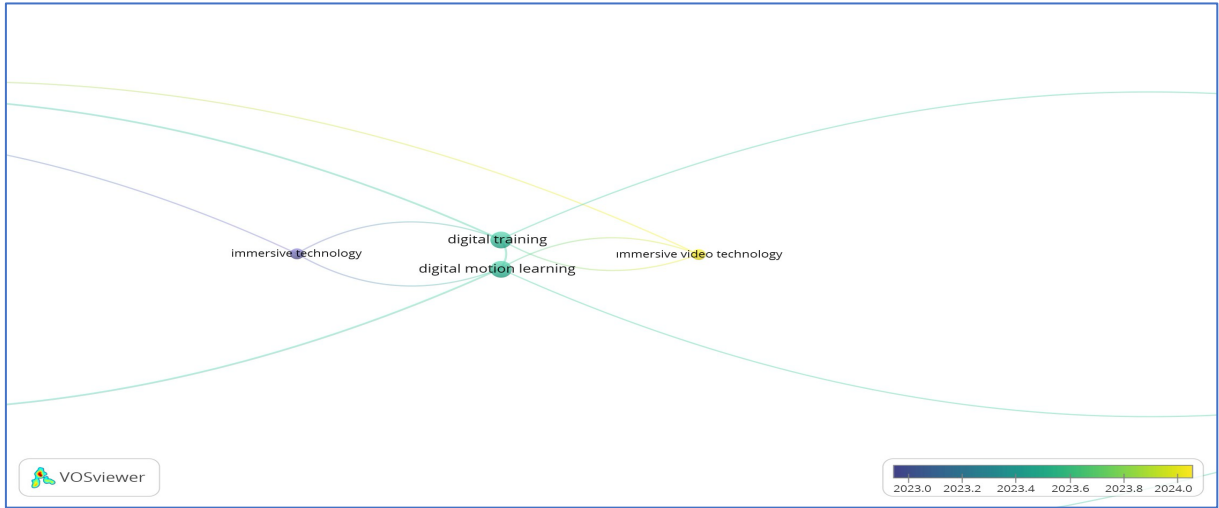 digital training
immersive technology
immersive video technology
digital motion learning
VOSviewer
2023.0 2023.2 2023.4 2023.6 2023.8 2024.0